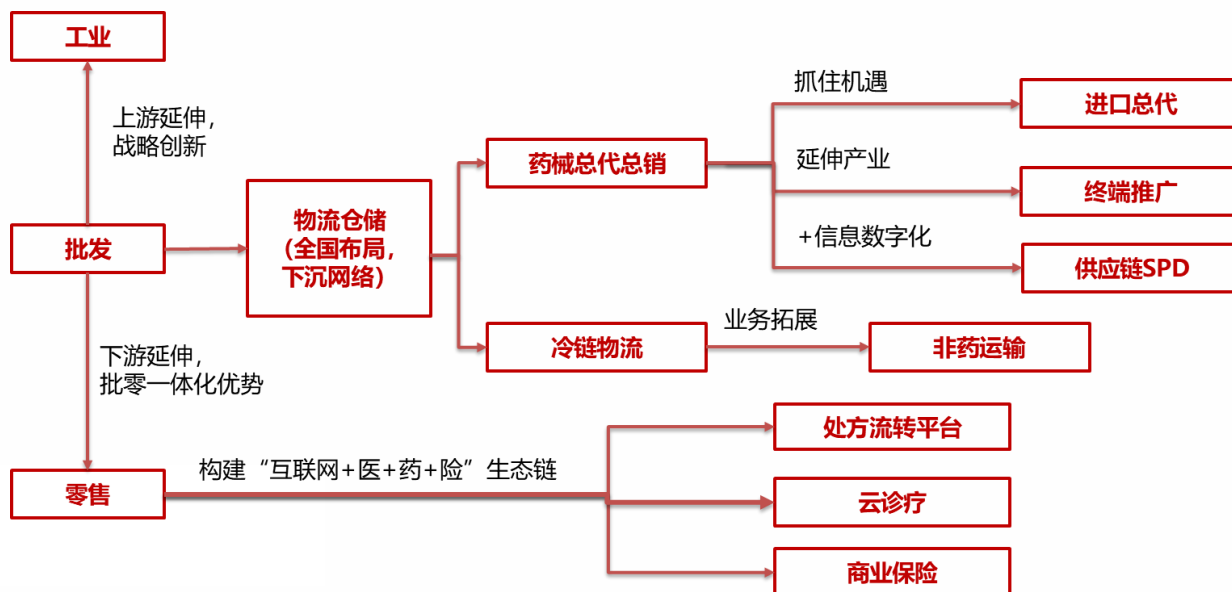 工业
上游延伸，
战略创新
批发
下游延伸，
批零一体化优势
零售
物流仓储
（全国布局，
下沉网络）
药械总代总销
抓住机遇
进口总代
延伸产业
终端推广
+信息数字化
供应链SPD
冷链物流
业务拓展
非药运输
构建“互联网+医+药+险”生态链
处方流转平台
云诊疗
商业保险